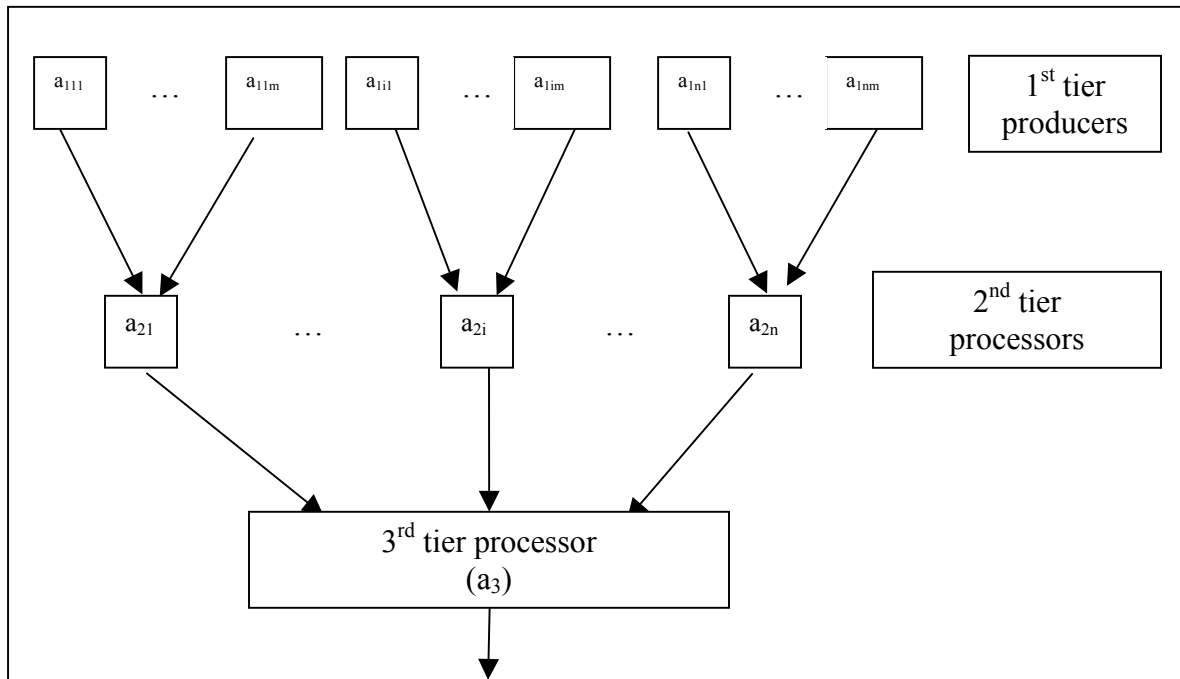 a₁₁₁ … a₁₁ₘ a₁ᵢ₁ … a₁ᵢₘ a₁ₙ₁ … a₁ₙₘ
1ˢᵗ tier
producers
a₂₁ … a₂ᵢ … a₂ₙ
2ⁿᵈ tier
processors
3ʳᵈ tier processor
(a₃)